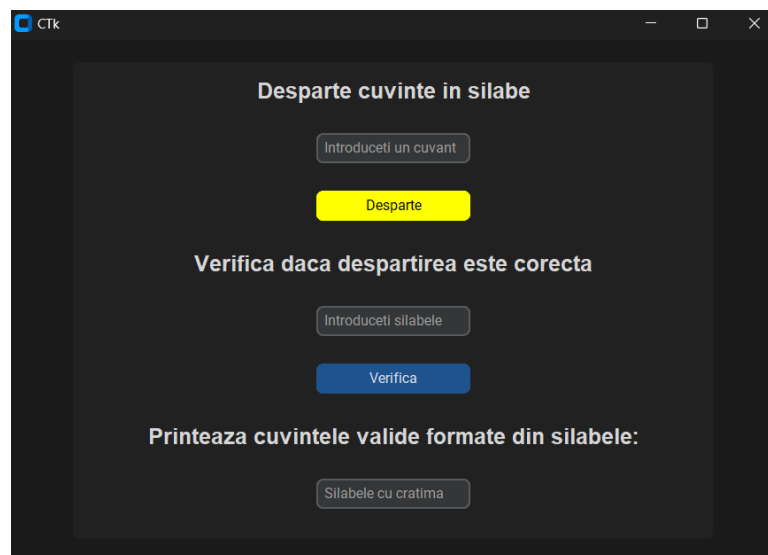 CTk
Desparte cuvinte in silabe
Introduceti un cuvant
Desparte
Verifica daca despartirea este corecta
Introduceti silabele
Verifica
Printeaza cuvintele valide formate din silabele:
Silabele cu cratima